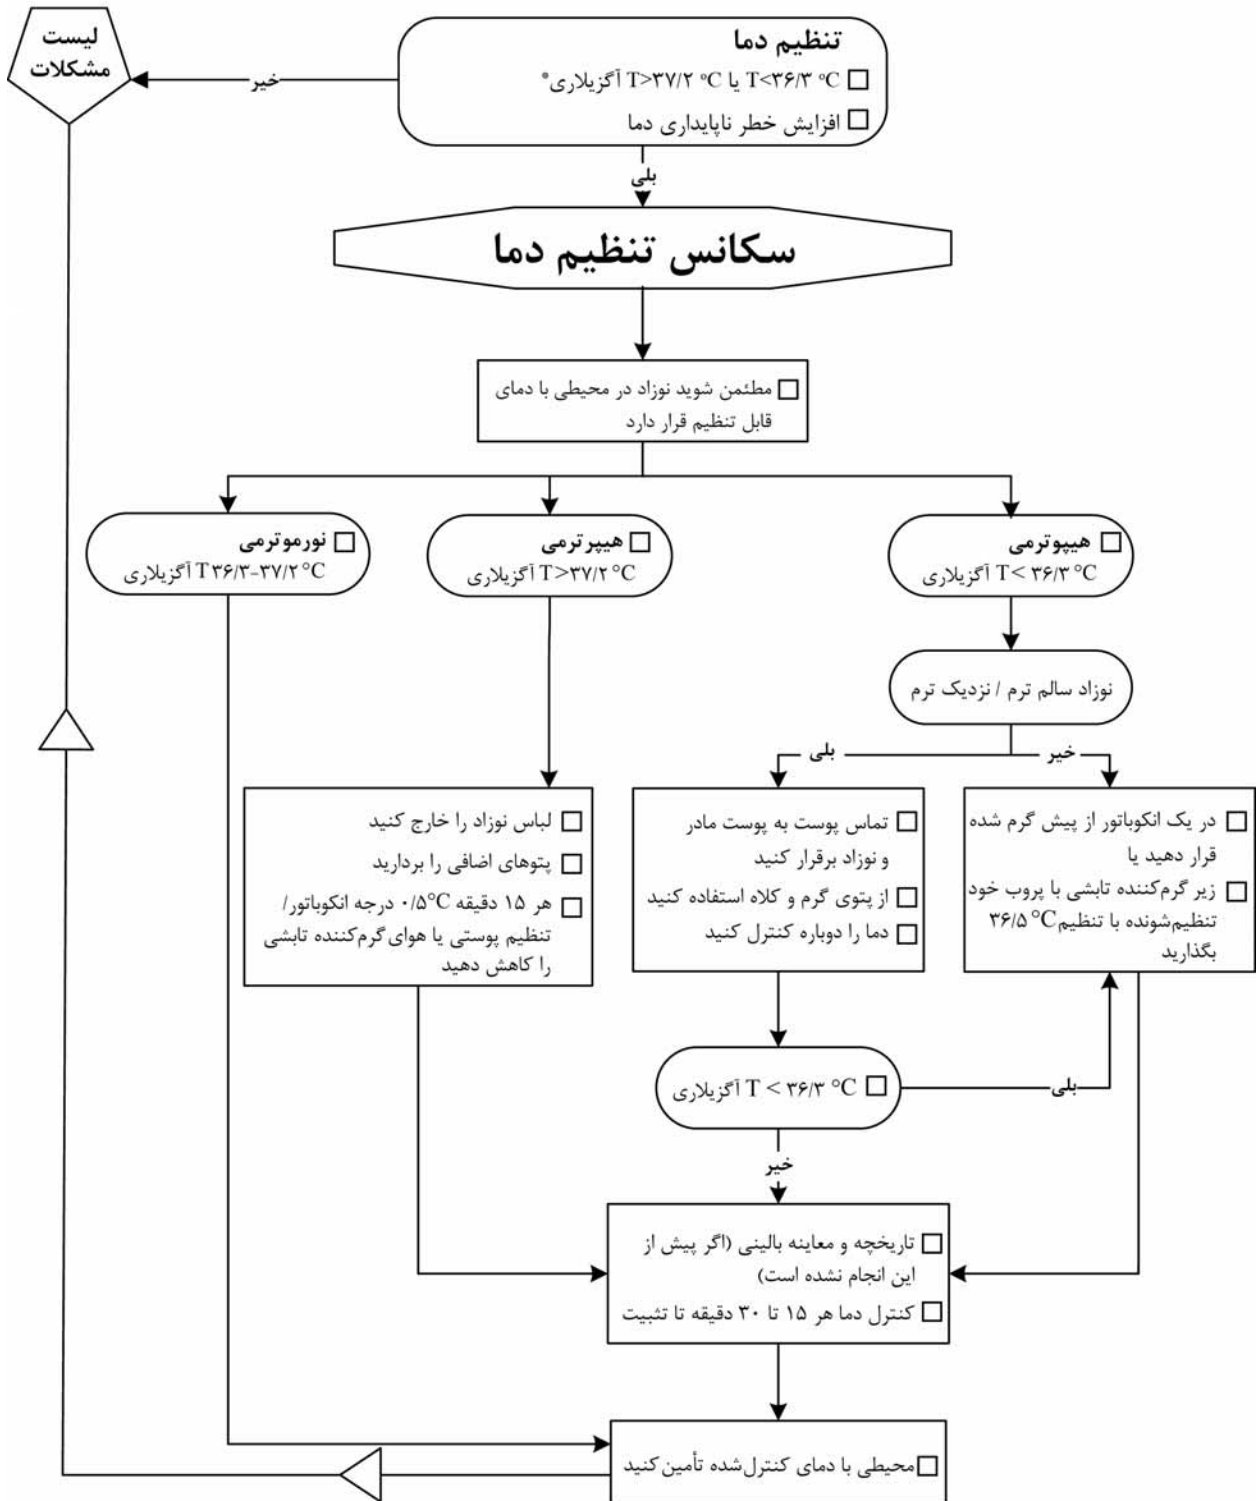 لیست
مشکلات
تنظیم دما
T<۳۶/۳ °C یا T>۳۷/۲ °C آگزیلاری*
افزایش خطر ناپایداری دما
خیر
بلی
سکانس تنظیم دما
مطئمن شوید نوزاد در محیطی با دمای
قابل تنظیم قرار دارد
هیپوترمی
T< ۳۶/۳ °C آگزیلاری
هیپرترمی
T>۳۷/۲ °C آگزیلاری
نورموترمی
T۳۶/۳-۳۷/۲ °C آگزیلاری
نوزاد سالم ترم / نزدیک ترم
خیر
بلی
در یک انکوباتور از پیش گرم شده
قرار دهید یا
زیر گرم‌کننده تابشی با پروب خود
تنظیم‌شونده با تنظیم ۳۶/۵ °C
بگذارید
تماس پوست به پوست مادر
و نوزاد برقرار کنید
از پتوی گرم و کلاه استفاده کنید
دما را دوباره کنترل کنید
لباس نوزاد را خارج کنید
پتوهای اضافی را بردارید
هر ۱۵ دقیقه ۰/۵°C درجه انکوباتور/
تنظیم پوستی یا هوای گرم‌کننده تابشی
را کاهش دهید
T < ۳۶/۳ °C آگزیلاری
بلی
خیر
تاریخچه و معاینه بالینی (اگر پیش از
این انجام نشده است)
کنترل دما هر ۱۵ تا ۳۰ دقیقه تا تثبیت
محیطی با دمای کنترل‌شده تأمین کنید